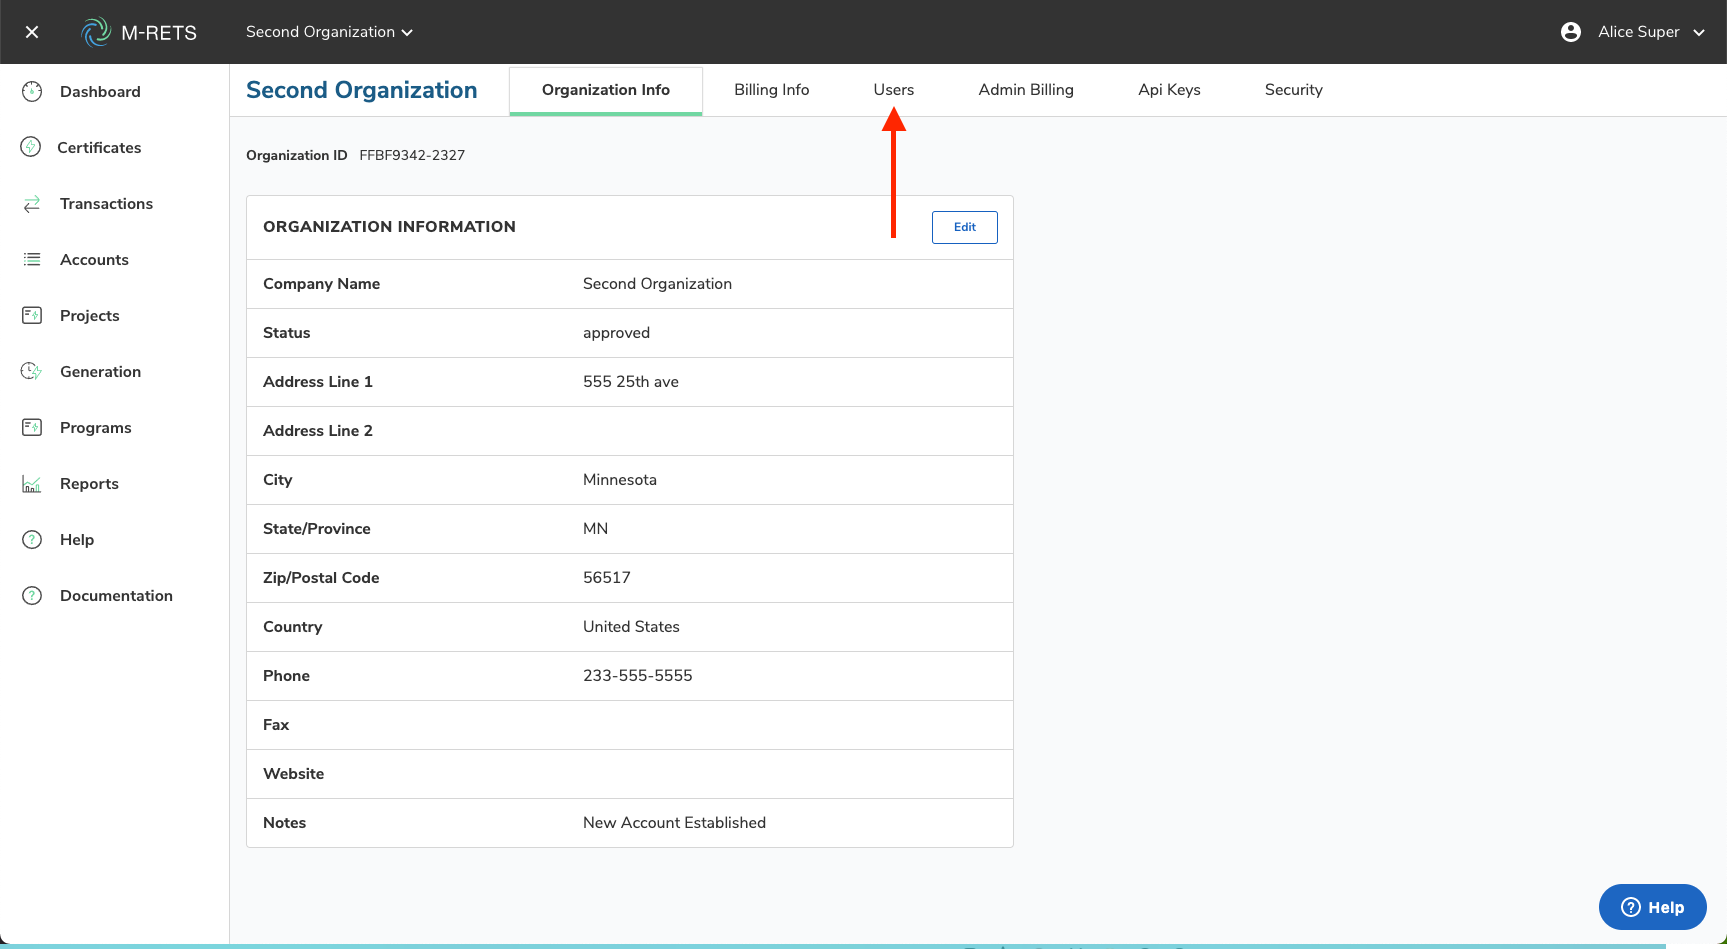 M-RETS
Second Organization
Alice Super
Dashboard
Certificates
Transactions
Accounts
Projects
Generation
Programs
Reports
Help
Documentation
Second Organization
Organization Info
Billing Info
Users
Admin Billing
Api Keys
Security
Organization ID FFBF9342-2327
ORGANIZATION INFORMATION
Edit
Company Name Second Organization
Status approved
Address Line 1 555 25th ave
Address Line 2
City Minnesota
State/Province MN
Zip/Postal Code 56517
Country United States
Phone 233-555-5555
Fax
Website
Notes New Account Established
Help